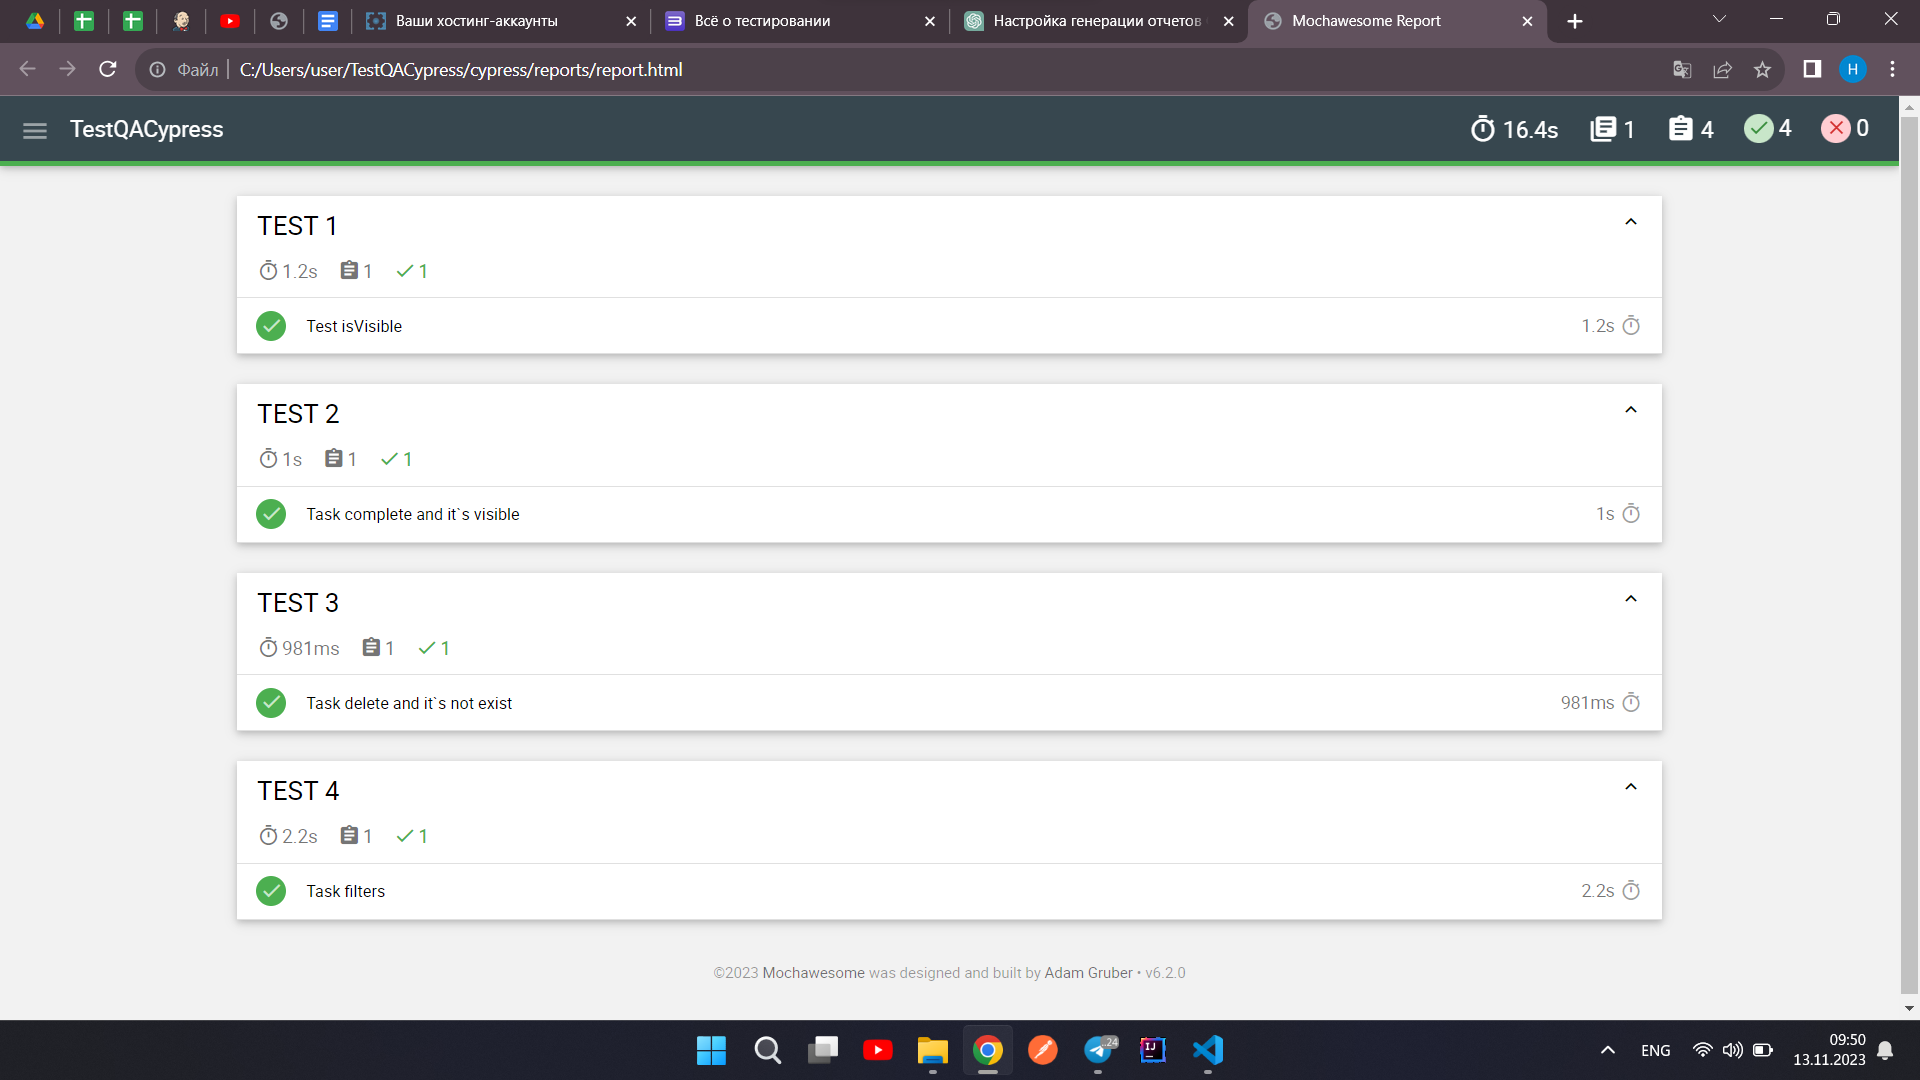 Ваши хостинг-аккаунты
Всё о тестировании
Настройка генерации отчетов
Mochawesome Report
Файл
C:/Users/user/TestQACypress/cypress/reports/report.html
H
TestQACypress
16.4s
1
4
4
0
TEST 1
1.2s 1 1
Test isVisible
1.2s
TEST 2
1s 1 1
Task complete and it`s visible
1s
TEST 3
981ms 1 1
Task delete and it`s not exist
981ms
TEST 4
2.2s 1 1
Task filters
2.2s
©2023 Mochawesome was designed and built by Adam Gruber • v6.2.0
..24
IJ
ENG
09:50
13.11.2023